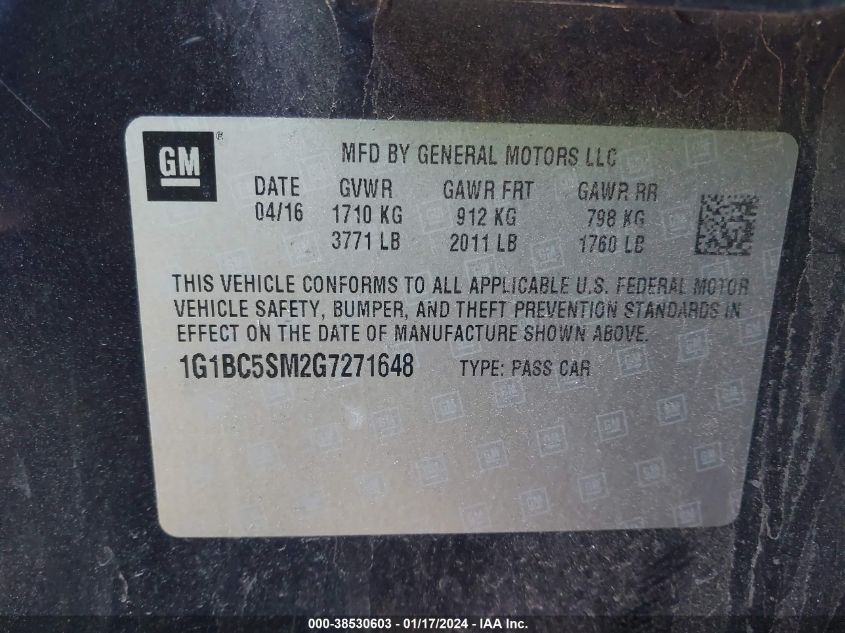 GM®
MFD BY GENERAL MOTORS LLC
DATE GVWR GAWR FRT GAWR RR
04/16 1710 KG 912 KG 798 KG
3771 LB 2011 LB 1760 LB
THIS VEHICLE CONFORMS TO ALL APPLICABLE U.S. FEDERAL MOTOR
VEHICLE SAFETY, BUMPER, AND THEFT PREVENTION STANDARDS IN
EFFECT ON THE DATE OF MANUFACTURE SHOWN ABOVE.
1G1BC5SM2G7271648 TYPE: PASS CAR
000-38530603 - 01/17/2024 - IAA Inc.